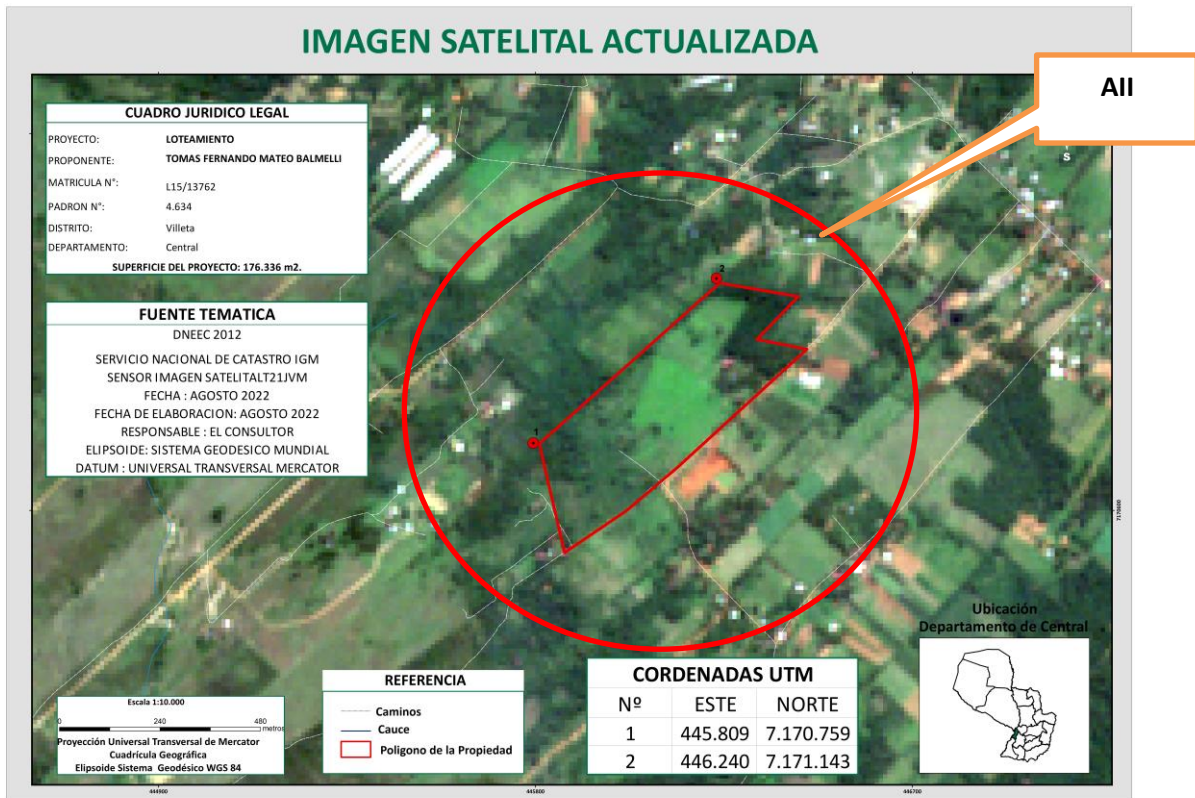 IMAGEN SATELITAL ACTUALIZADA
AII
CUADRO JURIDICO LEGAL
PROYECTO: LOTEAMIENTO
PROPONENTE: TOMAS FERNANDO MATEO BALMELLI
MATRICULA N°: L15/13762
PADRON N°: 4.634
DISTRITO: Villeta
DEPARTAMENTO: Central
SUPERFICIE DEL PROYECTO: 176.336 m2.
S
FUENTE TEMATICA
DNEEC 2012
SERVICIO NACIONAL DE CATASTRO IGM
SENSOR IMAGEN SATELITALT21JVM
FECHA : AGOSTO 2022
FECHA DE ELABORACION: AGOSTO 2022
RESPONSABLE : EL CONSULTOR
ELIPSOIDE: SISTEMA GEODESICO MUNDIAL
DATUM : UNIVERSAL TRANSVERSAL MERCATOR
2
1
7170600
Ubicación
Departamento de Central
REFERENCIA
Caminos
Cauce
Poligono de la Propiedad
CORDENADAS UTM
Nº ESTE NORTE
1 445.809 7.170.759
2 446.240 7.171.143
Escala 1:10.000
0 240 480
metros
Proyección Universal Transversal de Mercator
Cuadrícula Geográfica
Elipsoide Sistema Geodésico WGS 84
444900 445800 446700